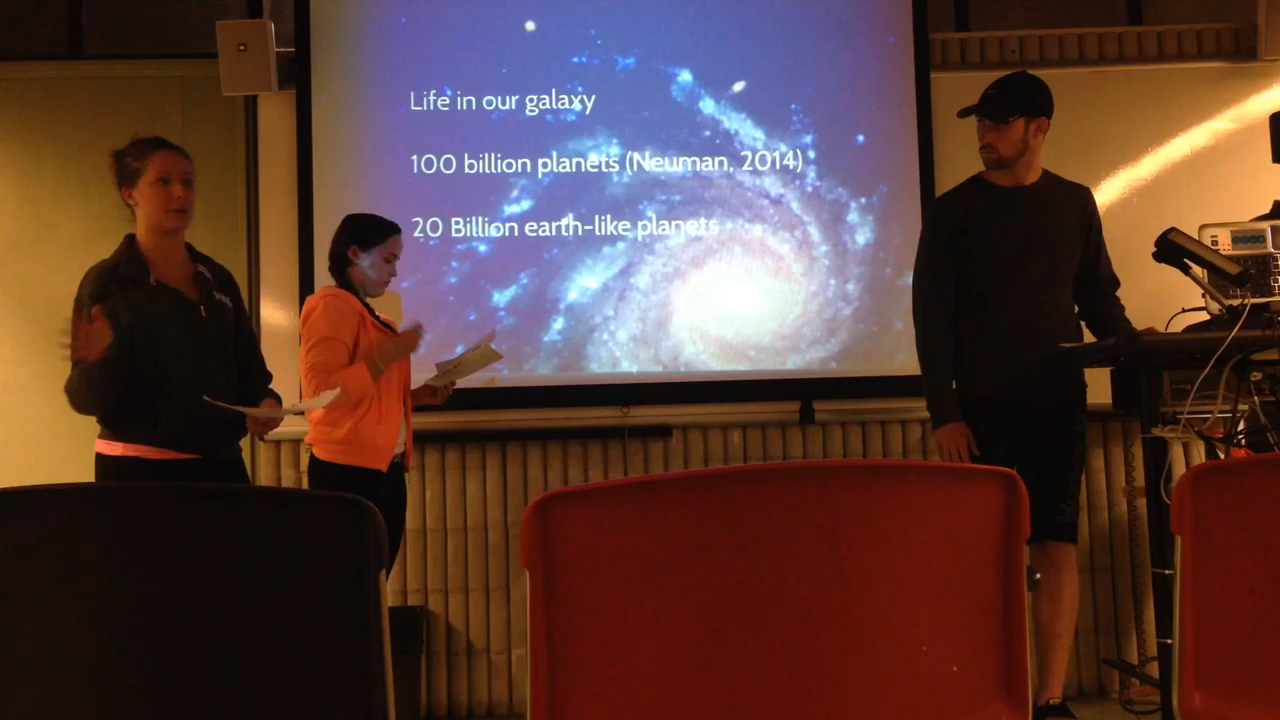 Life in our galaxy
100 billion planets (Neuman, 2014)
20 Billion earth-like planets